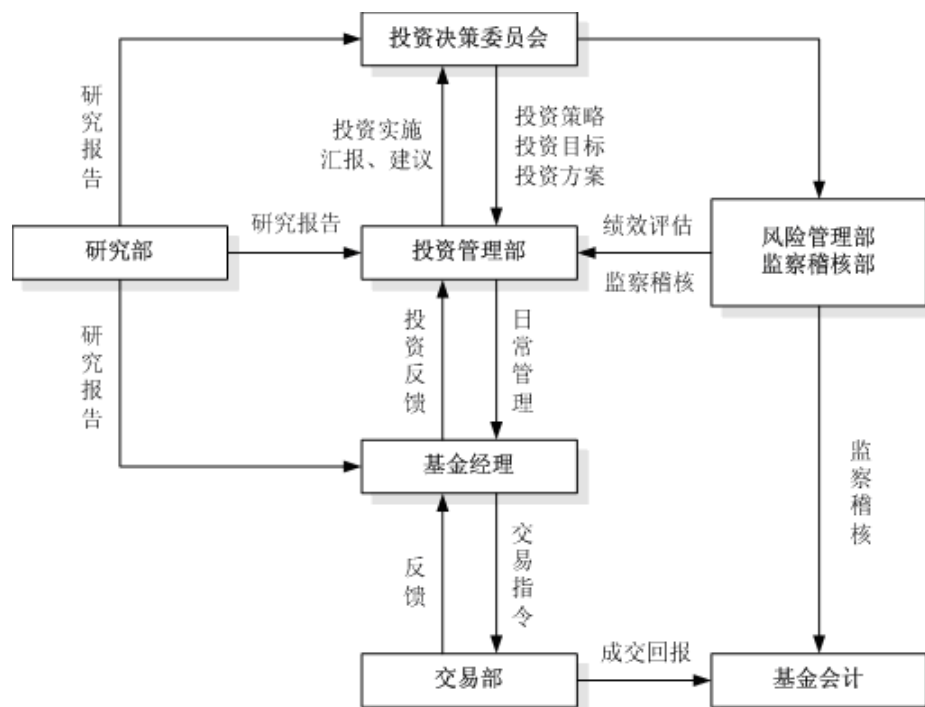 投资决策委员会
研究报告
投资实施
汇报、建议
投资策略
投资目标
投资方案
研究部
研究报告
投资管理部
绩效评估
监察稽核
风险管理部
监察稽核部
研究报告
投资反馈
日常管理
基金经理
监察稽核
反馈
交易指令
交易部
成交回报
基金会计